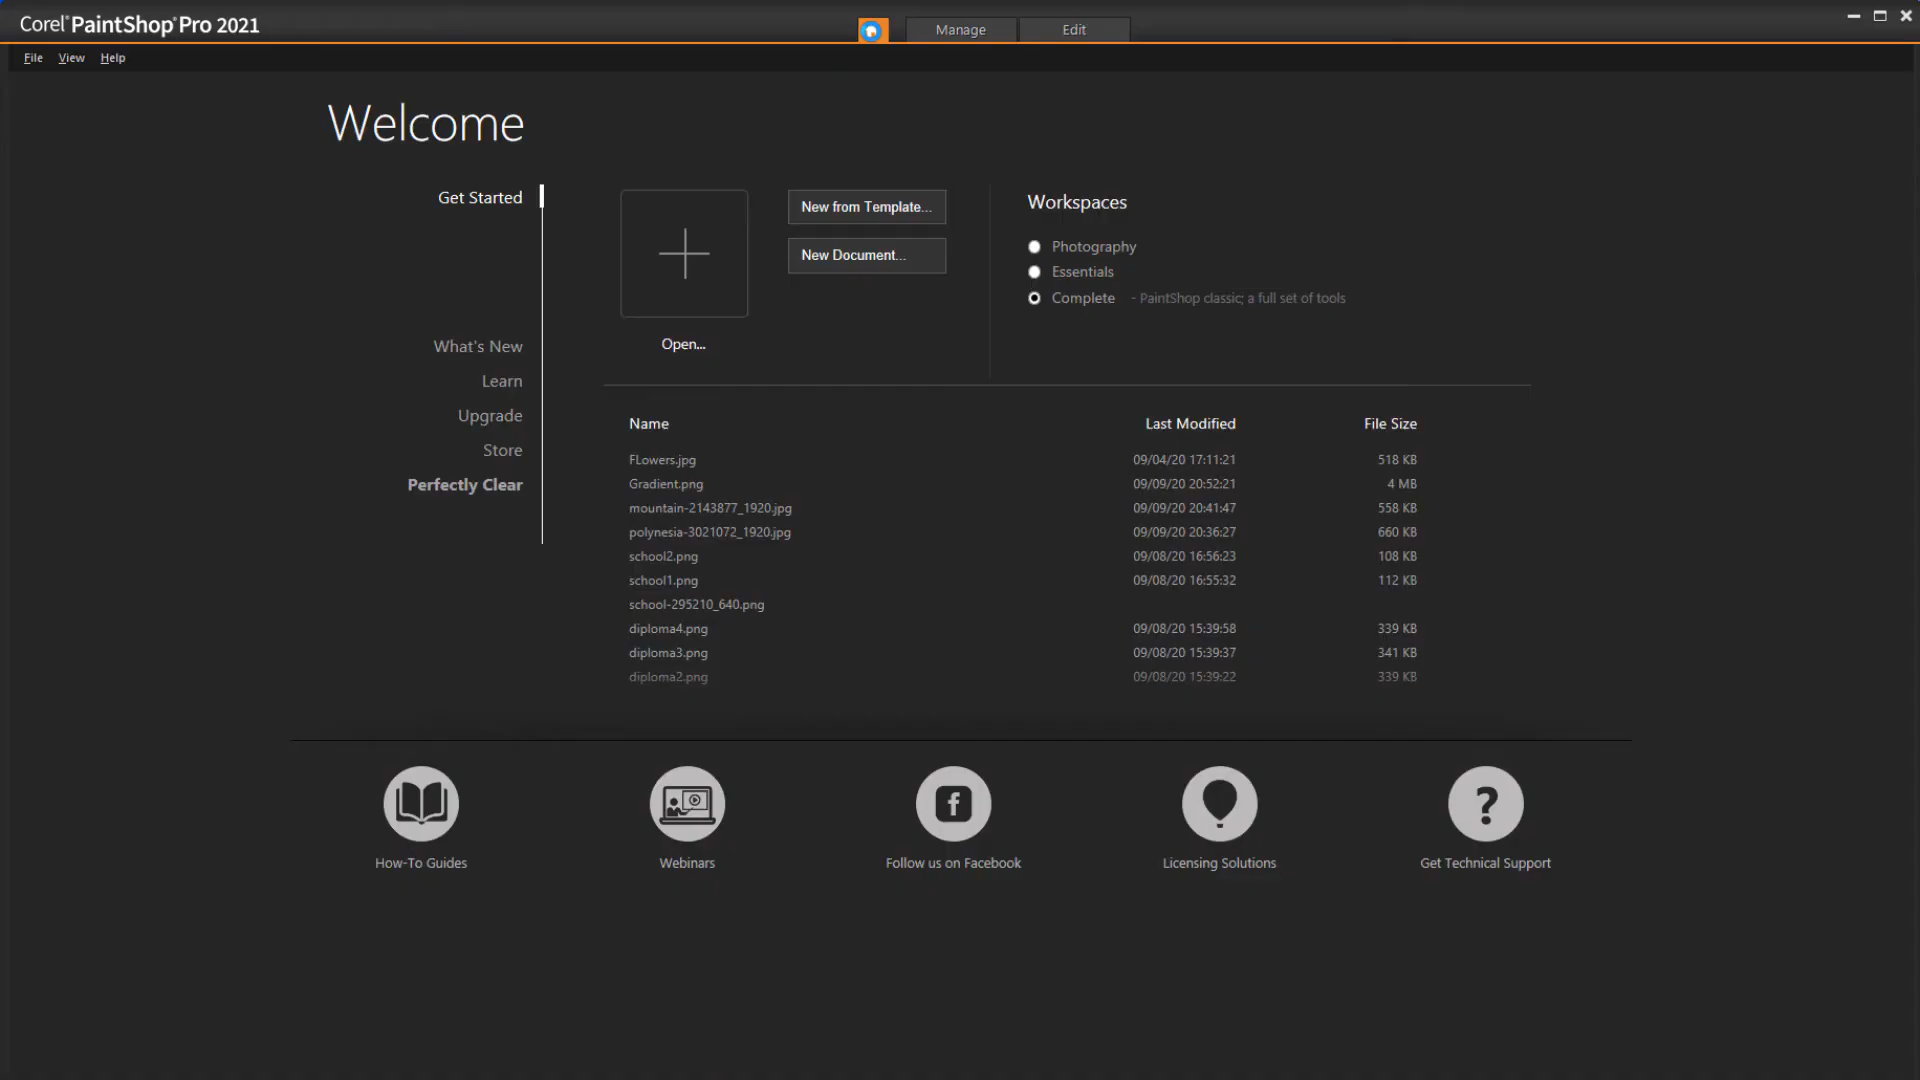 Corel® PaintShop® Pro 2021
Manage
Edit
File View Help
Welcome
Get Started
What's New
Learn
Upgrade
Store
Perfectly Clear
Open...
New from Template...
New Document...
Workspaces
Photography
Essentials
Complete - PaintShop classic; a full set of tools
Name Last Modified File Size
FLowers.jpg 09/04/20 17:11:21 518 KB
Gradient.png 09/09/20 20:52:21 4 MB
mountain-2143877_1920.jpg 09/09/20 20:41:47 558 KB
polynesia-3021072_1920.jpg 09/09/20 20:36:27 660 KB
school2.png 09/08/20 16:56:23 108 KB
school1.png 09/08/20 16:55:32 112 KB
school-295210_640.png
diploma4.png 09/08/20 15:39:58 339 KB
diploma3.png 09/08/20 15:39:37 341 KB
diploma2.png 09/08/20 15:39:22 339 KB
How-To Guides
Webinars
Follow us on Facebook
Licensing Solutions
Get Technical Support